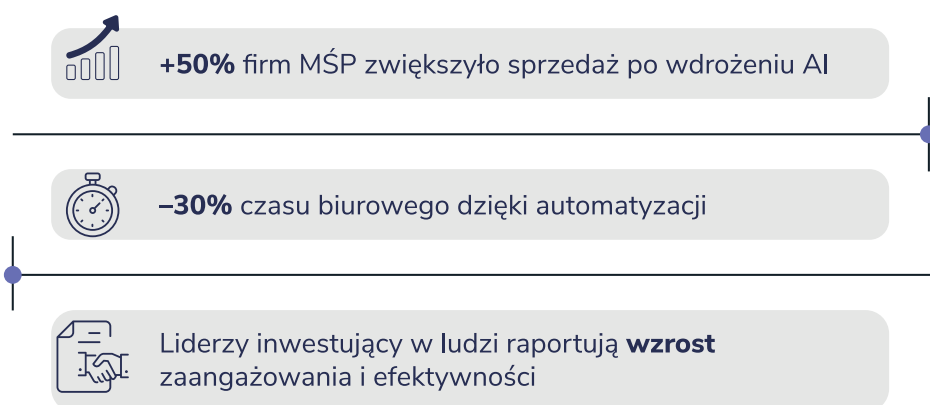 +50% firm MŚP zwiększyło sprzedaż po wdrożeniu AI
–30% czasu biurowego dzięki automatyzacji
Liderzy inwestujący w ludzi raportują wzrost
zaangażowania i efektywności